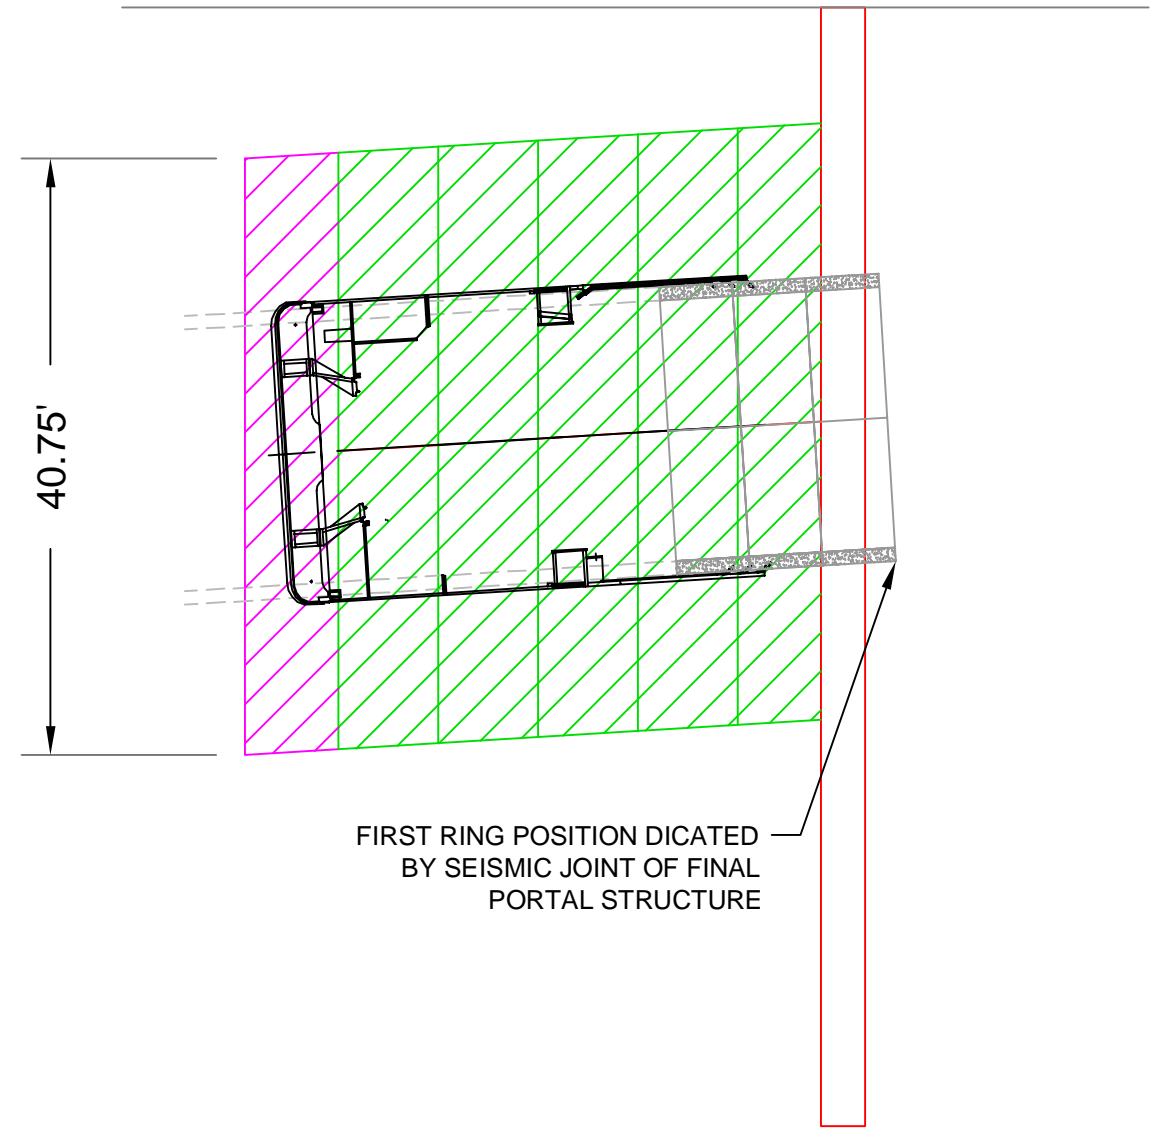 40.75'
FIRST RING POSITION DICATED
BY SEISMIC JOINT OF FINAL
PORTAL STRUCTURE